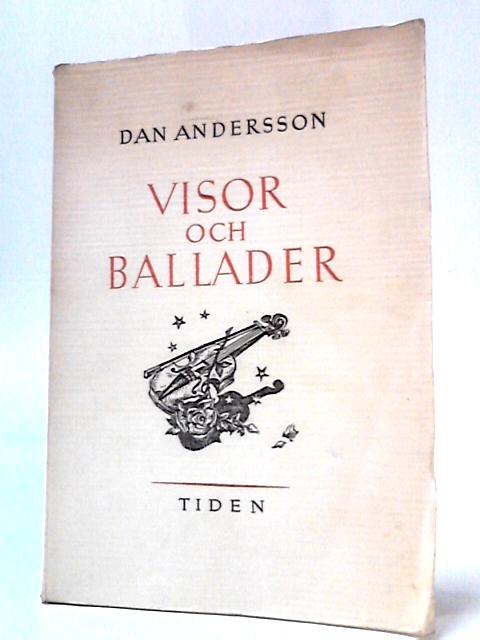 DAN ANDERSSON
VISOR
OCH
BALLADER
TIDEN